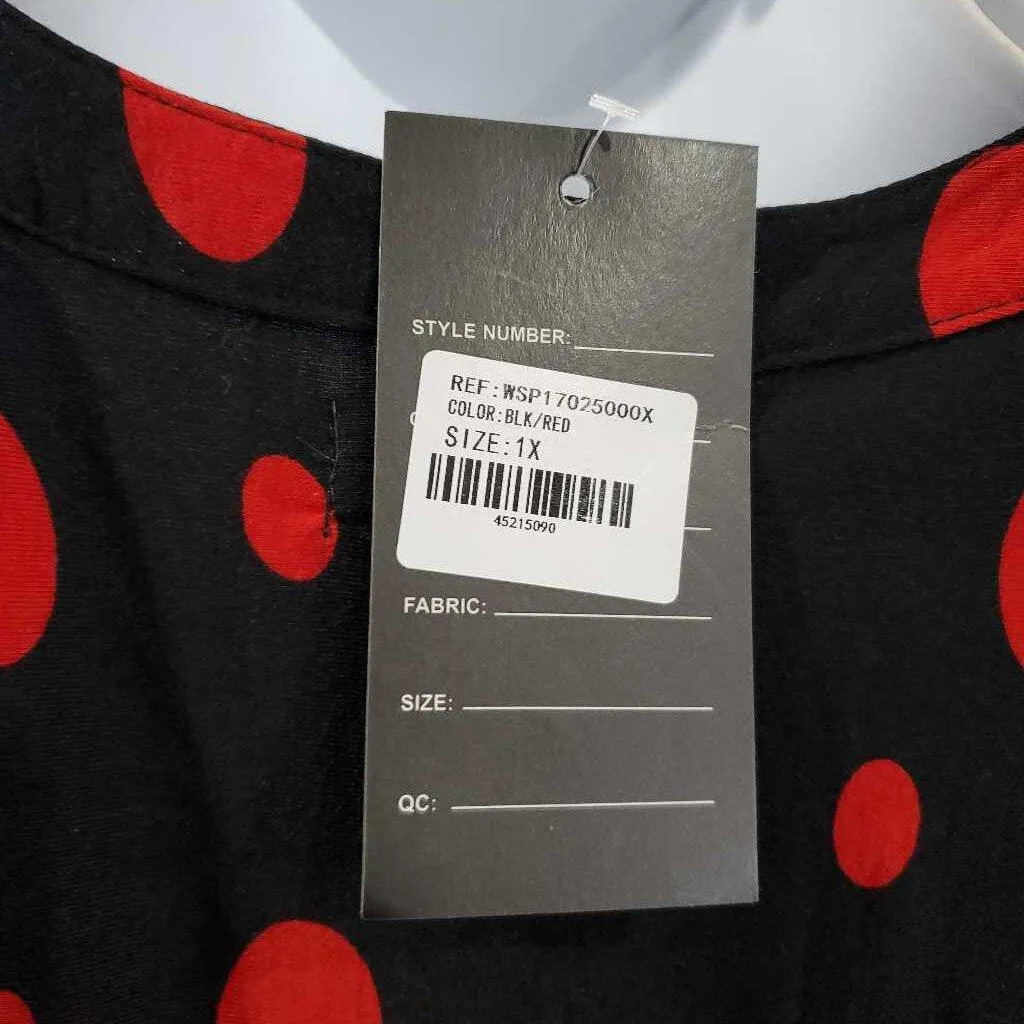 STYLE NUMBER:
REF:WSP17025000X
COLOR:BLK/RED
SIZE:1X
45215090
FABRIC:
SIZE:
QC: